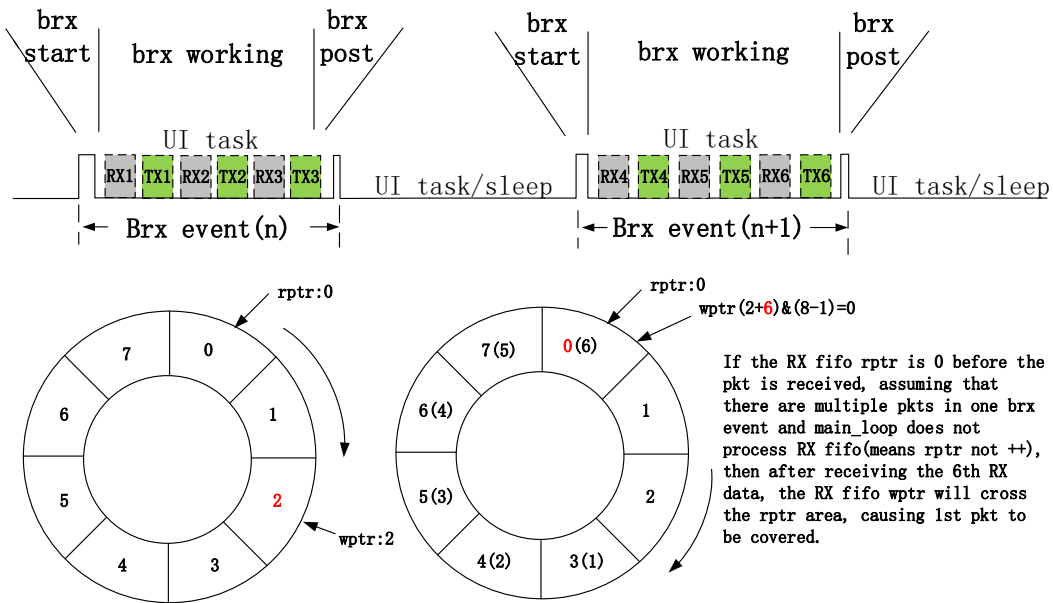 brx start
brx working
brx post
brx start
brx working
brx post
UI task
RX1 TX1 RX2 TX2 RX3 TX3
UI task/sleep
UI task
RX4 TX4 RX5 TX5 RX6 TX6
UI task/sleep
Brx event(n)
Brx event(n+1)
rptr:0
0
1
2
3
4
5
6
7
wptr:2
rptr:0
wptr(2+6)&(8-1)=0
0(6)
1
2
3(1)
4(2)
5(3)
6(4)
7(5)
If the RX fifo rptr is 0 before the
pkt is received, assuming that
there are multiple pkts in one brx
event and main_loop does not
process RX fifo(means rptr not ++),
then after receiving the 6th RX
data, the RX fifo wptr will cross
the rptr area, causing 1st pkt to
be covered.